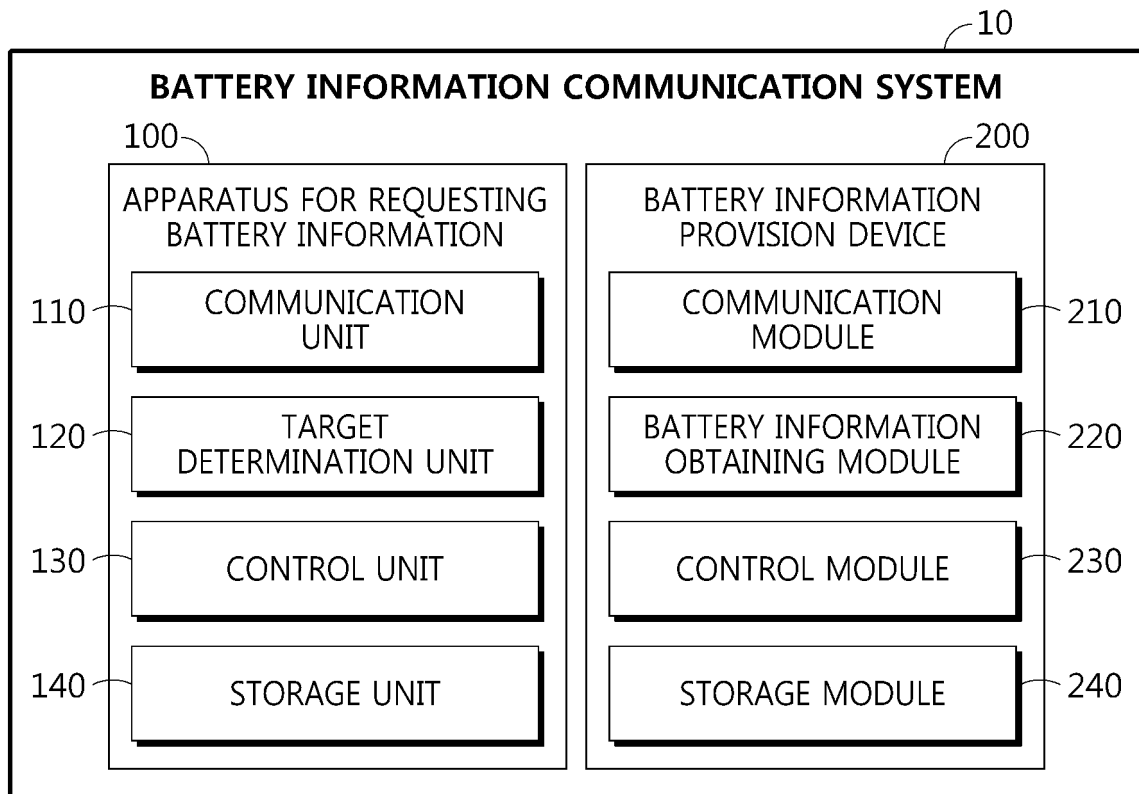 10
BATTERY INFORMATION COMMUNICATION SYSTEM
100
200
APPARATUS FOR REQUESTING
BATTERY INFORMATION
BATTERY INFORMATION
PROVISION DEVICE
110
COMMUNICATION
UNIT
COMMUNICATION
MODULE
210
120
TARGET
DETERMINATION UNIT
BATTERY INFORMATION
OBTAINING MODULE
220
130
CONTROL UNIT
CONTROL MODULE
230
140
STORAGE UNIT
STORAGE MODULE
240